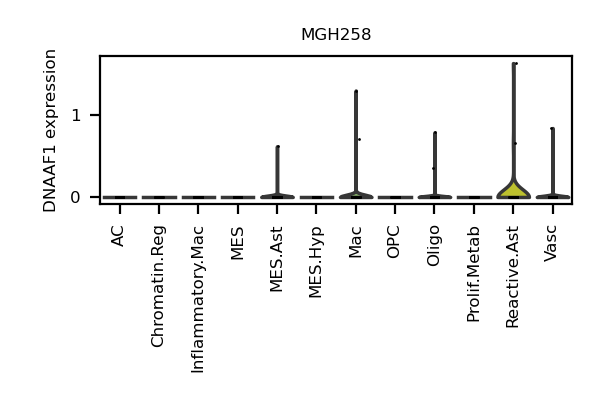 MGH258
DNAAF1 expression
1
0
AC
Chromatin.Reg
Inflammatory.Mac
MES
MES.Ast
MES.Hyp
Mac
OPC
Oligo
Prolif.Metab
Reactive.Ast
Vasc